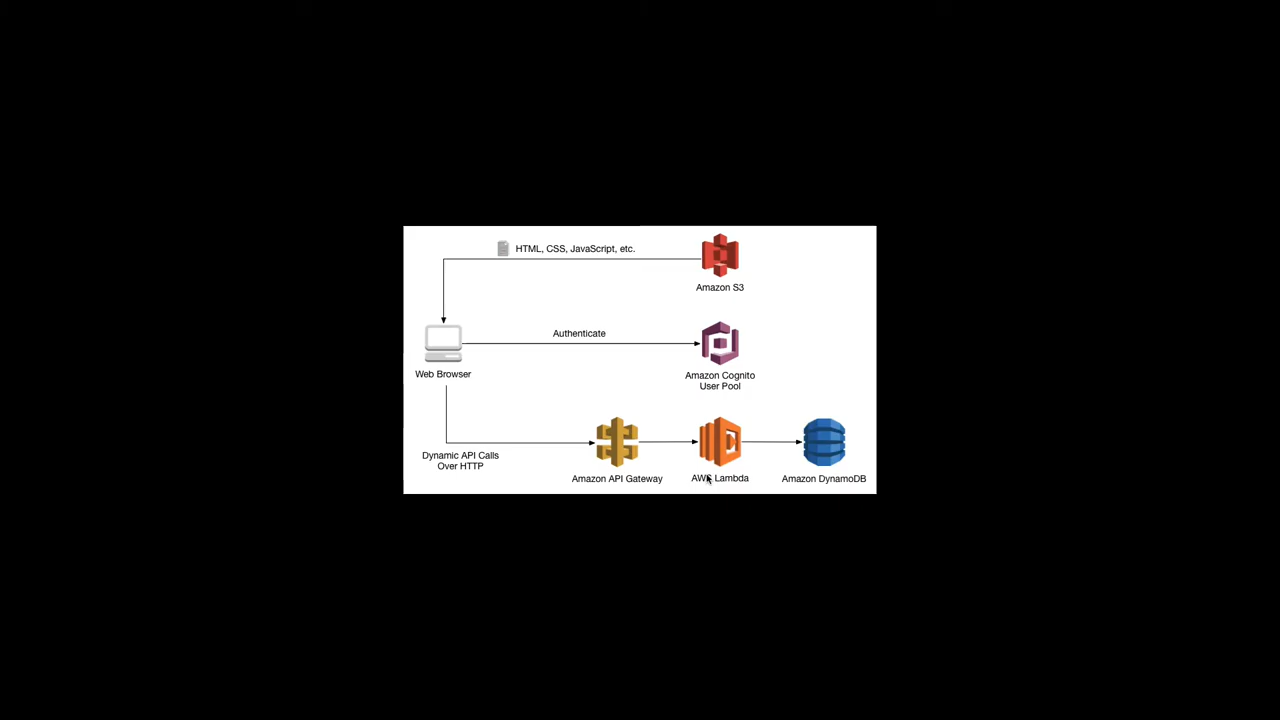 HTML, CSS, JavaScript, etc.
Amazon S3
Authenticate
Web Browser
Amazon Cognito
User Pool
Dynamic API Calls
Over HTTP
Amazon API Gateway
AWS Lambda
Amazon DynamoDB